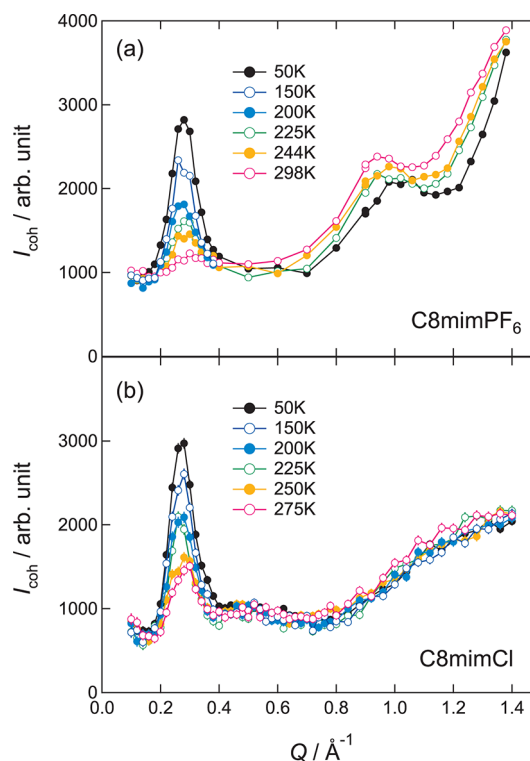 4000
(a)
50K
150K
200K
225K
244K
298K
3000
2000
1000
0
I_coh / arb. unit
C8mimPF₆
(b)
50K
150K
200K
225K
250K
275K
3000
2000
1000
0
I_coh / arb. unit
C8mimCl
0.0 0.2 0.4 0.6 0.8 1.0 1.2 1.4
Q / Å⁻¹